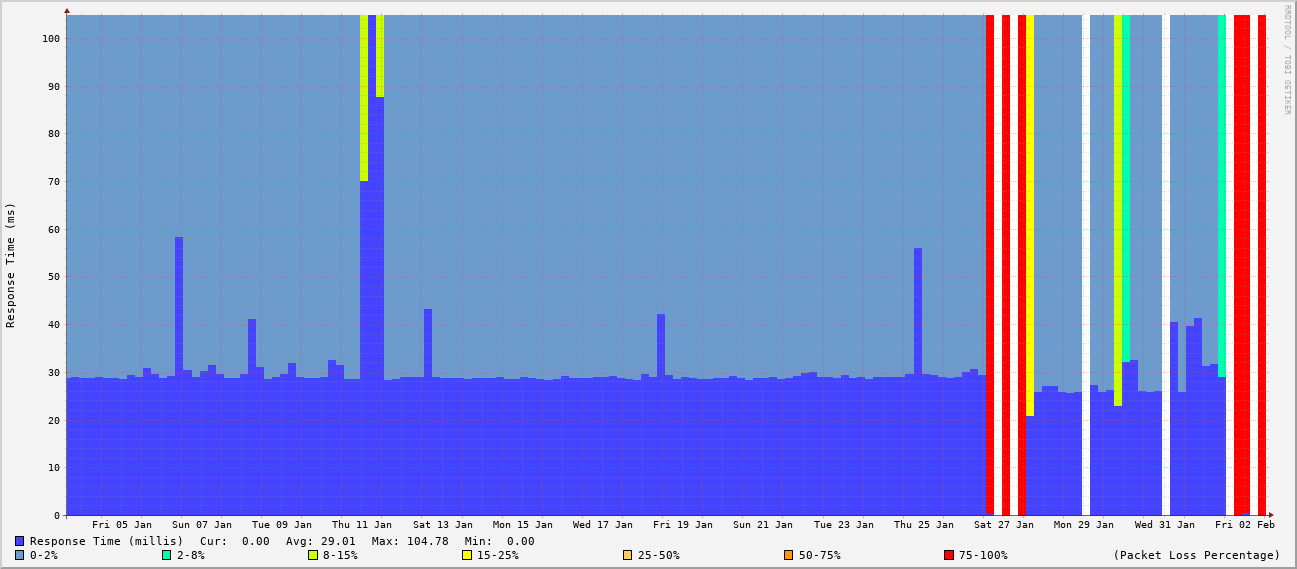 RRDTOOL / TOBI OETIKER
Response Time (ms)
100
90
80
70
60
50
40
30
20
10
0
Fri 05 Jan Sun 07 Jan Tue 09 Jan Thu 11 Jan Sat 13 Jan Mon 15 Jan Wed 17 Jan Fri 19 Jan Sun 21 Jan Tue 23 Jan Thu 25 Jan Sat 27 Jan Mon 29 Jan Wed 31 Jan Fri 02 Feb
Response Time (millis) Cur: 0.00 Avg: 29.01 Max: 104.78 Min: 0.00
0-2% 2-8% 8-15% 15-25% 25-50% 50-75% 75-100% (Packet Loss Percentage)